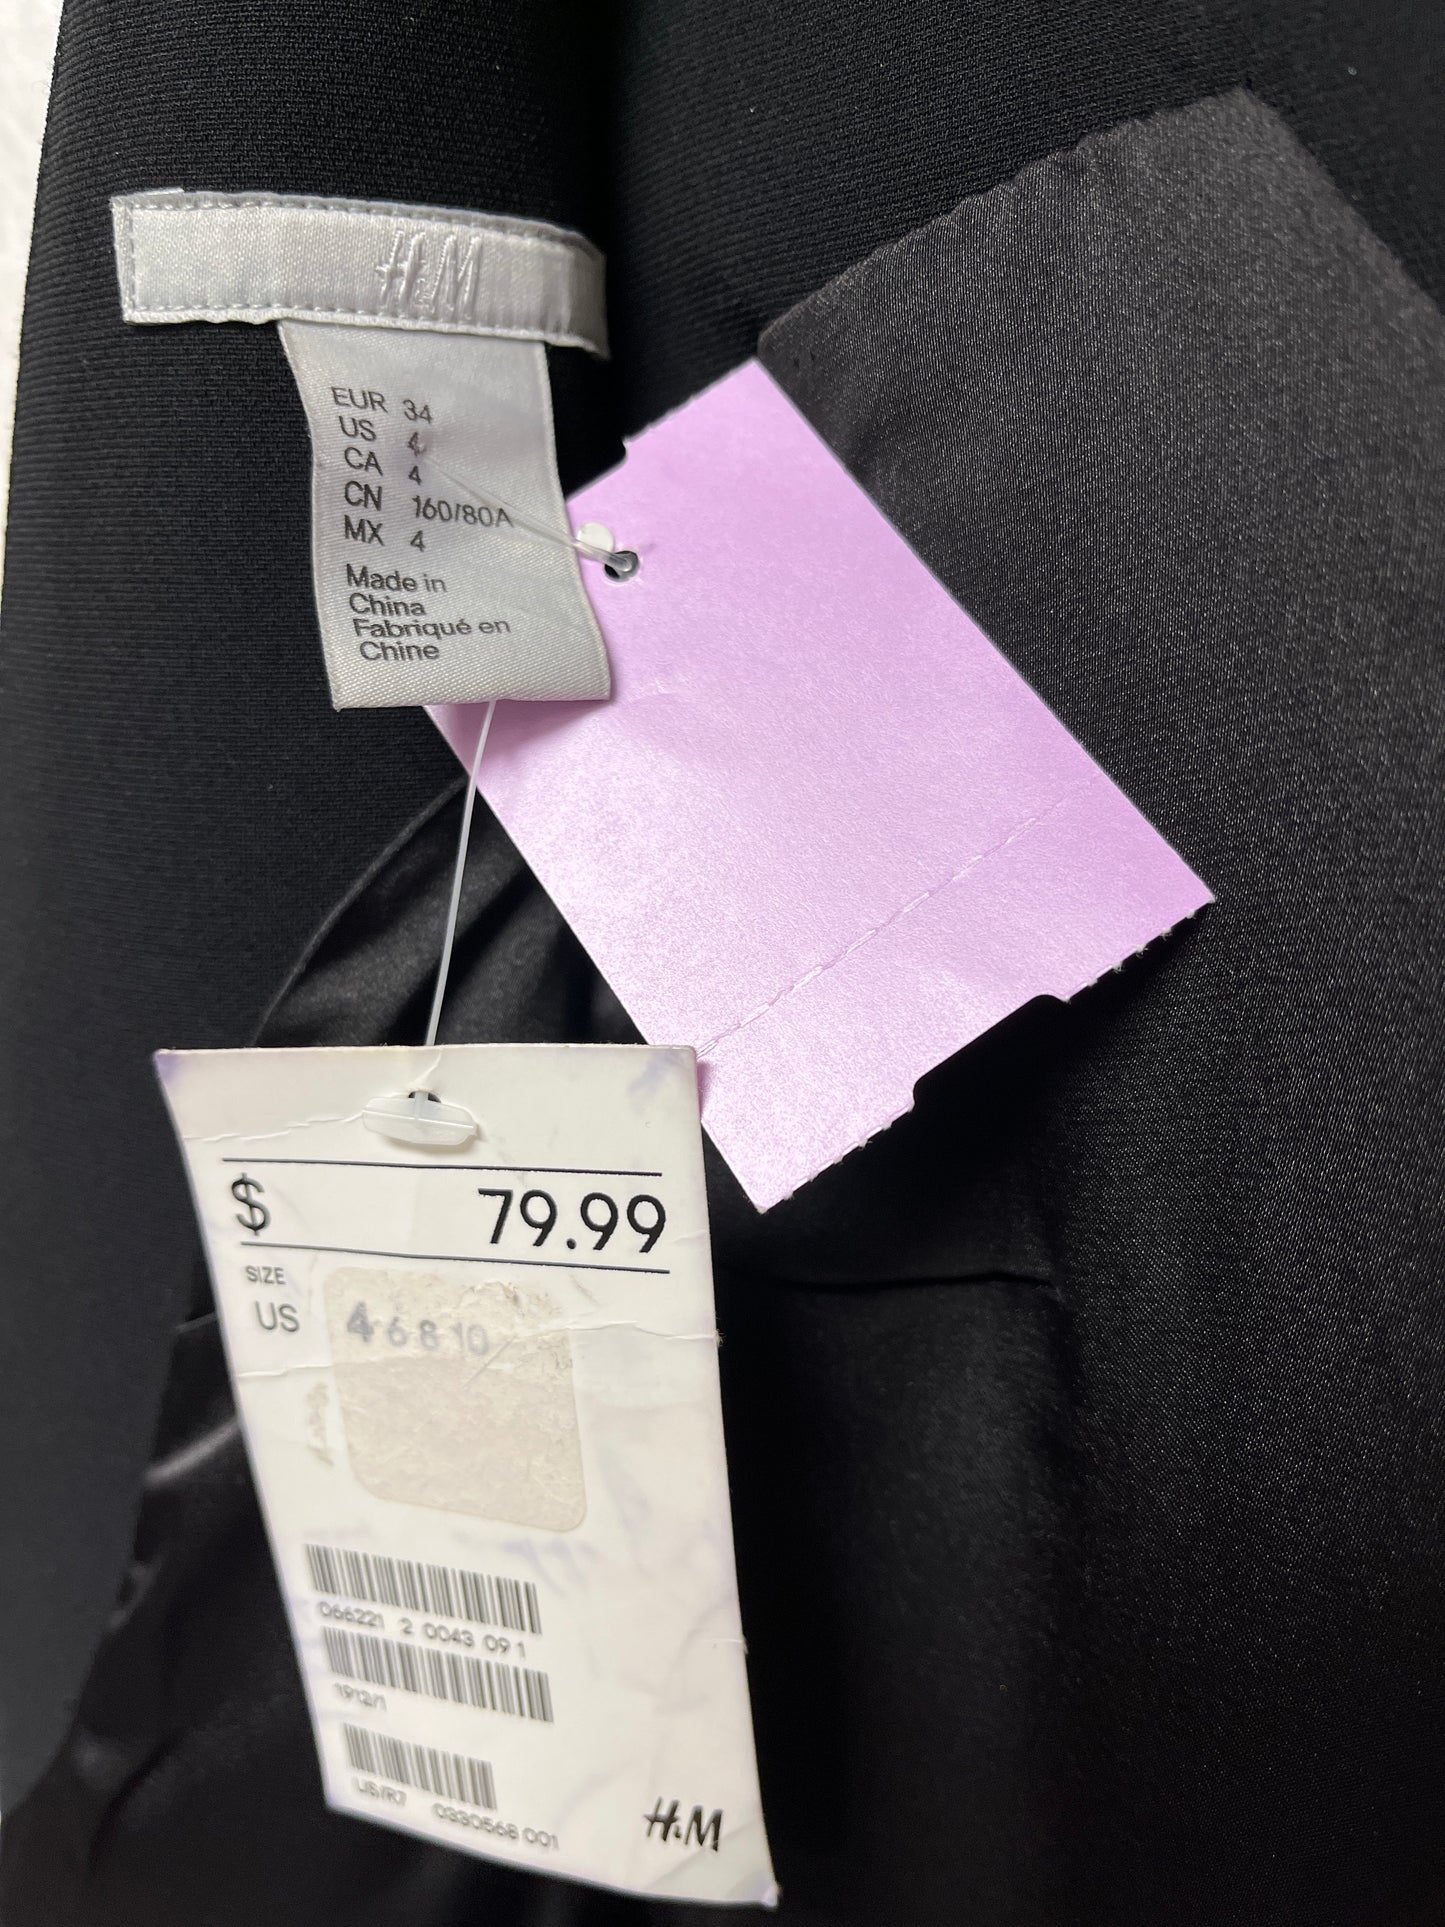 H&M
EUR 34
US 4
CA 4
CN 160/80A
MX 4
Made in
China
Fabriqué en
Chine
$ 79.99
SIZE
US 4 6 8 10
066221 2 0043 09 1
1912/1
US/R7 0330568 001
H&M